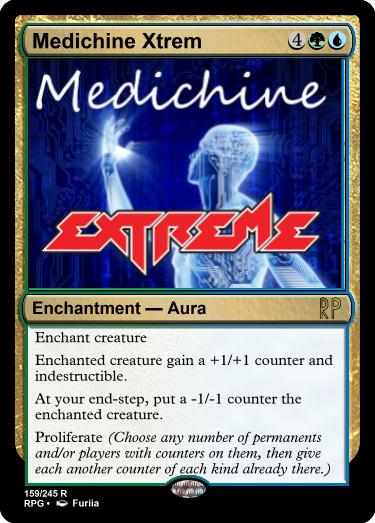 Medichine Xtrem 4
Medichine
EXTREME
Enchantment — Aura RP
Enchant creature
Enchanted creature gain a +1/+1 counter and
indestructible.
At your end-step, put a -1/-1 counter the
enchanted creature.
Proliferate (Choose any number of permanents
and/or players with counters on them, then give
each another counter of each kind already there.)
159/245 R
RPG • Furiia